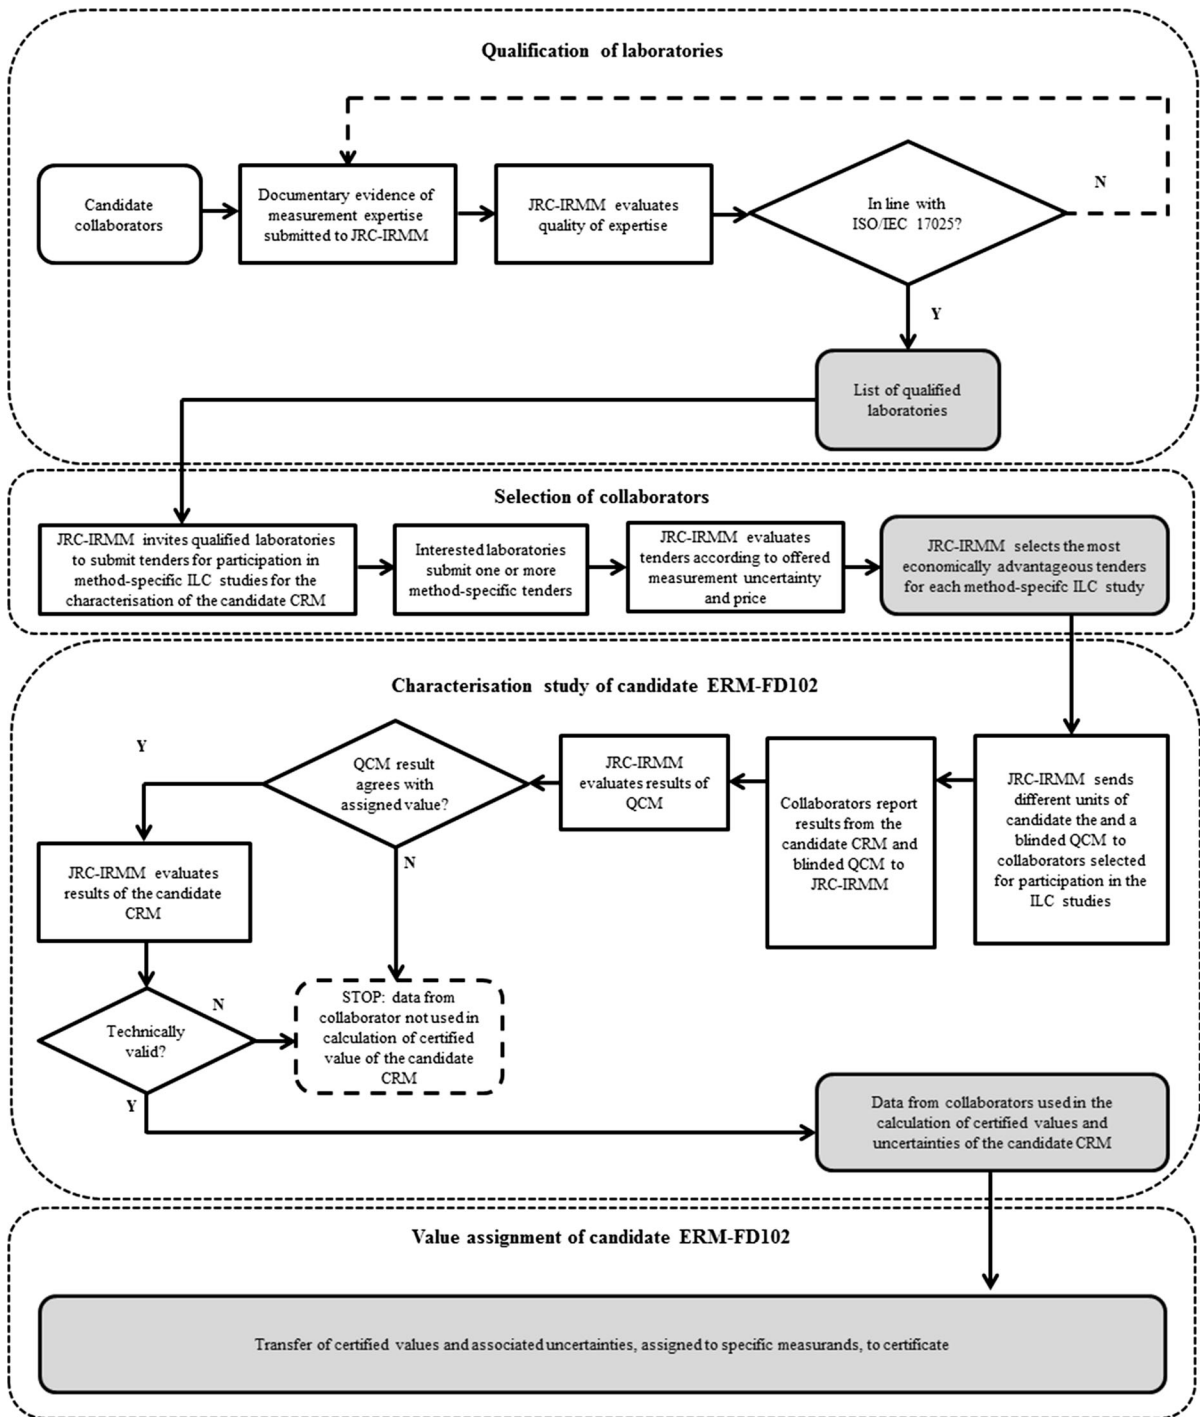 Qualification of laboratories
Candidate
collaborators
Documentary evidence of
measurement expertise
submitted to JRC-IRMM
JRC-IRMM evaluates
quality of expertise
In line with
ISO/IEC 17025?
N
Y
List of qualified
laboratories
Selection of collaborators
JRC-IRMM invites qualified laboratories
to submit tenders for participation in
method-specific ILC studies for the
characterisation of the candidate CRM
Interested laboratories
submit one or more
method-specific tenders
JRC-IRMM evaluates
tenders according to offered
measurement uncertainty
and price
JRC-IRMM selects the most
economically advantageous tenders
for each method-specifc ILC study
Characterisation study of candidate ERM-FD102
JRC-IRMM sends
different units of
candidate the and a
blinded QCM to
collaborators selected
for participation in the
ILC studies
Collaborators report
results from the
candidate CRM and
blinded QCM to
JRC-IRMM
JRC-IRMM
evaluates results of
QCM
QCM result
agrees with
assigned value?
Y
N
JRC-IRMM evaluates
results of the candidate
CRM
Technically
valid?
N
Y
STOP: data from
collaborator not used in
calculation of certified
value of the candidate
CRM
Data from collaborators used in the
calculation of certified values and
uncertainties of the candidate CRM
Value assignment of candidate ERM-FD102
Transfer of certified values and associated uncertainties, assigned to specific measurands, to certificate